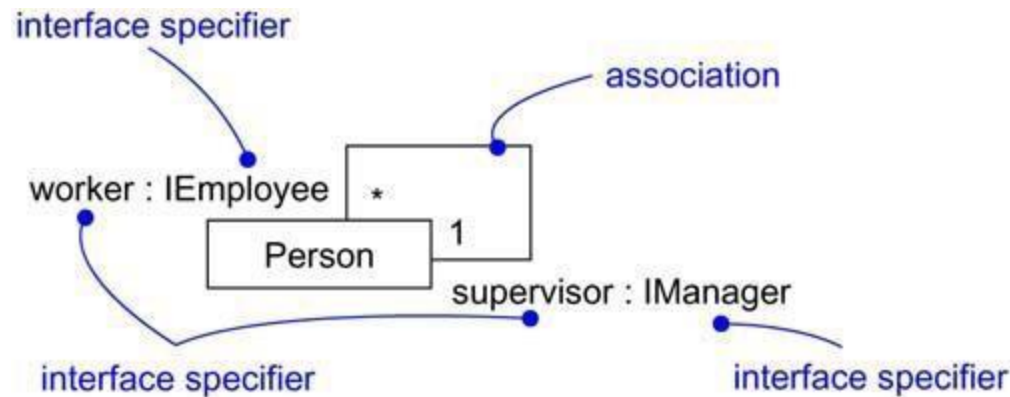 interface specifier
association
worker : IEmployee
*
1
Person
supervisor : IManager
interface specifier
interface specifier